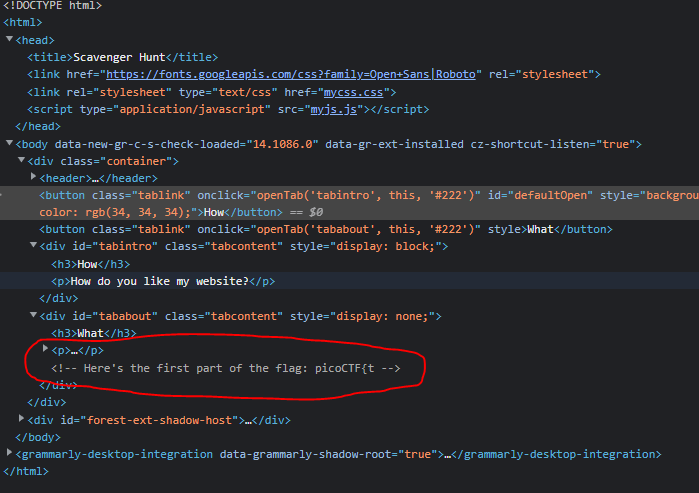 <!DOCTYPE html>
<html>
<head>
<title>Scavenger Hunt</title>
<link href="https://fonts.googleapis.com/css?family=Open+Sans|Roboto" rel="stylesheet">
<link rel="stylesheet" type="text/css" href="mycss.css">
<script type="application/javascript" src="myjs.js"></script>
</head>
<body data-new-gr-c-s-check-loaded="14.1086.0" data-gr-ext-installed cz-shortcut-listen="true">
<div class="container">
<header>…</header>
<button class="tablink" onclick="openTab('tabintro', this, '#222')" id="defaultOpen" style="backgrou
color: rgb(34, 34, 34);">How</button> == $0
<button class="tablink" onclick="openTab('tababout', this, '#222')" style>What</button>
<div id="tabintro" class="tabcontent" style="display: block;">
<h3>How</h3>
<p>How do you like my website?</p>
</div>
<div id="tababout" class="tabcontent" style="display: none;">
<h3>What</h3>
<p>…</p>
<!-- Here's the first part of the flag: picoCTF{t -->
</div>
</div>
<div id="forest-ext-shadow-host">…</div>
</body>
<grammarly-desktop-integration data-grammarly-shadow-root="true">…</grammarly-desktop-integration>
</html>